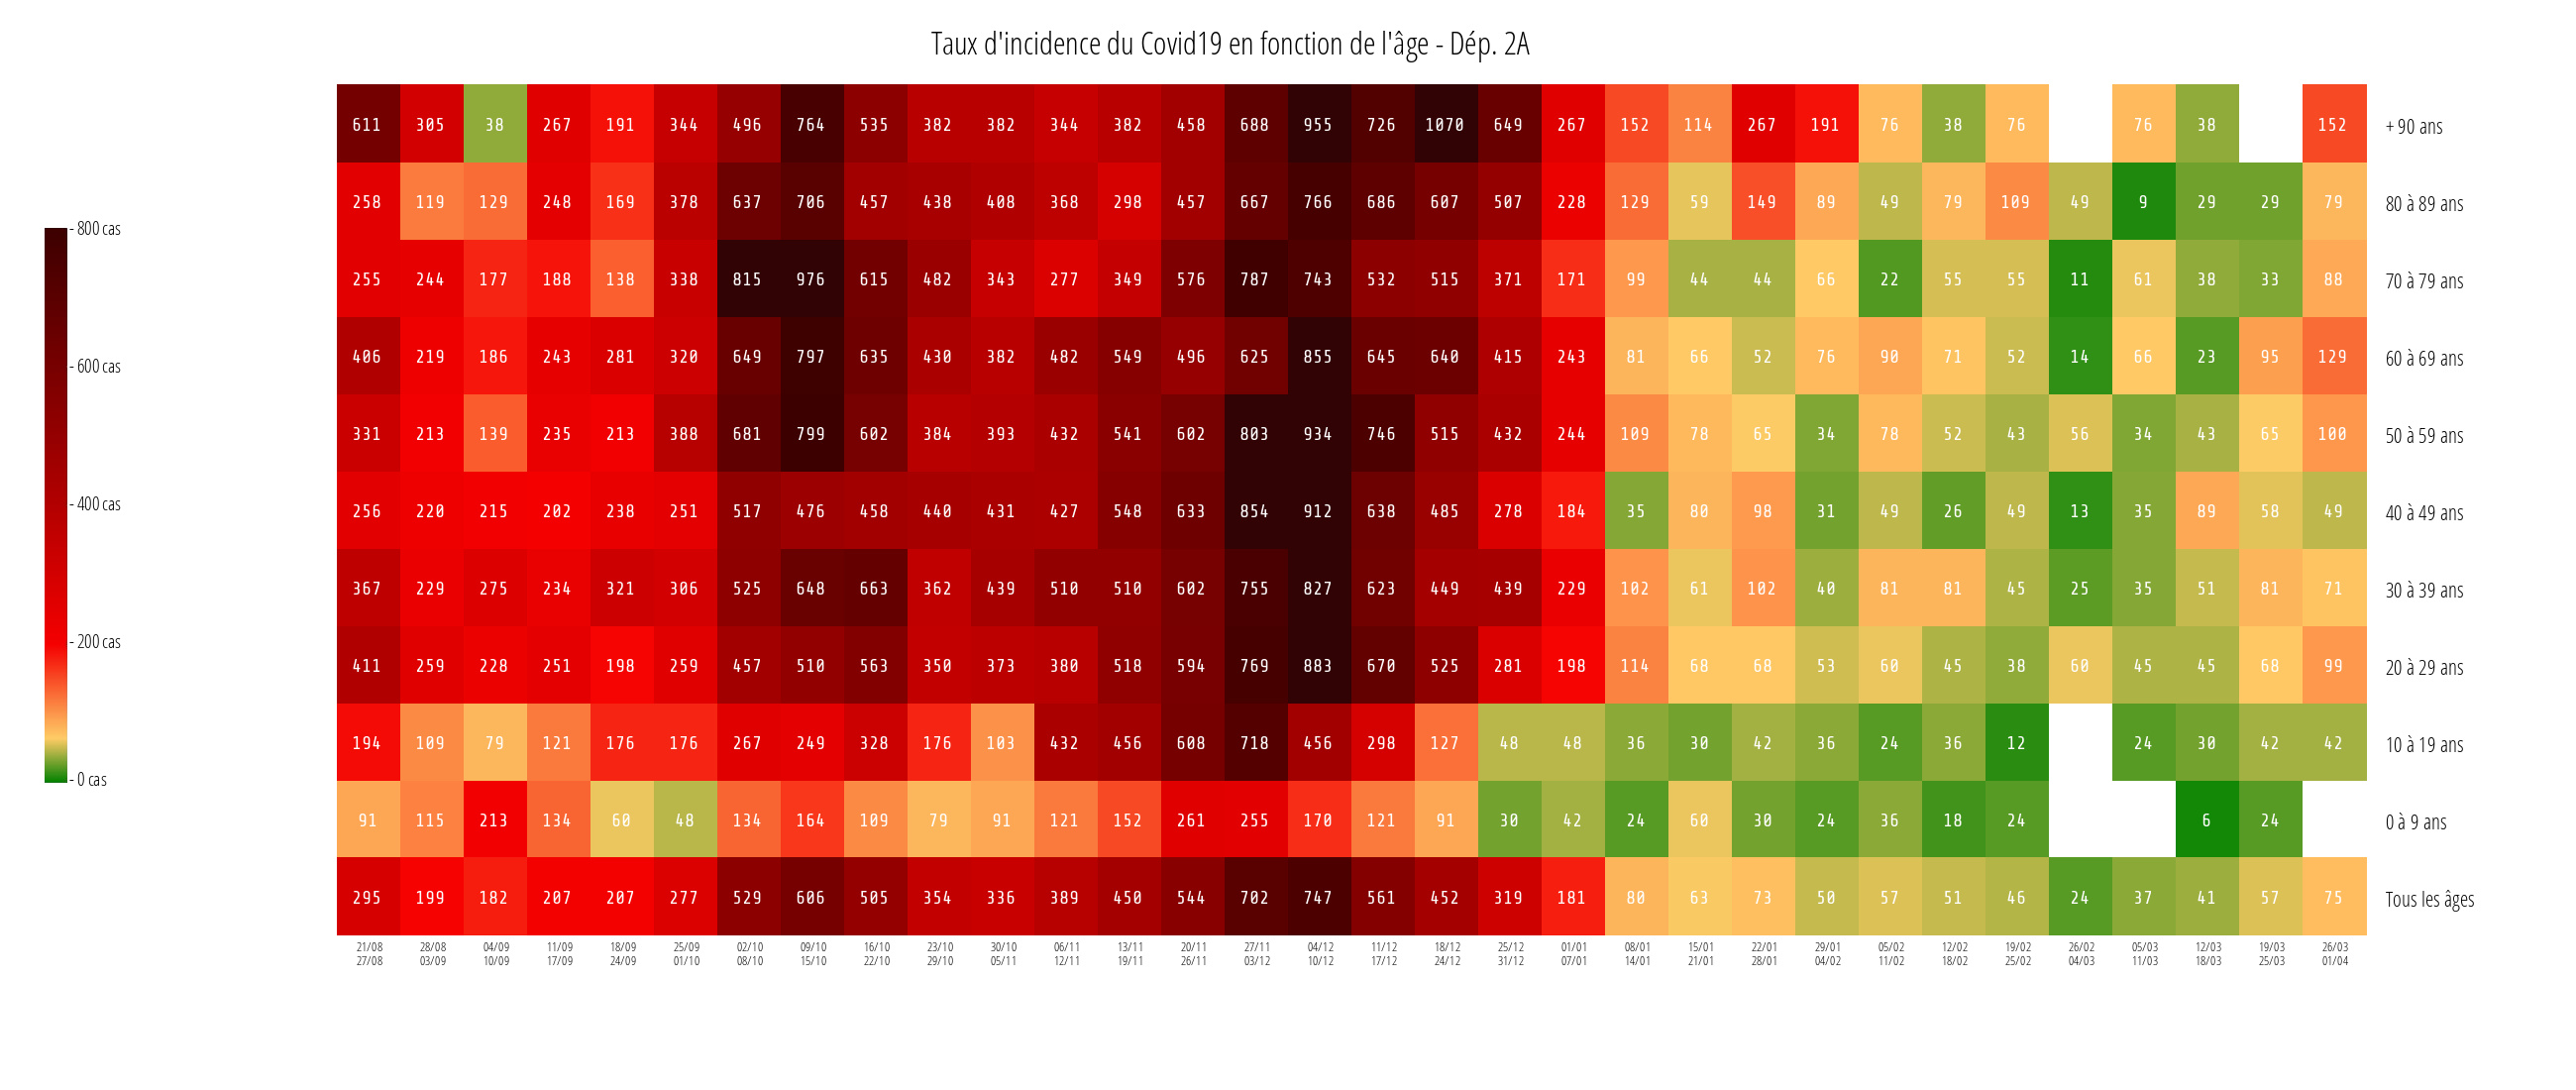 Taux d'incidence du Covid19 en fonction de l'âge - Dép. 2A
611 305 38 267 191 344 496 764 535 382 382 344 382 458 688 955 726 1070 649 267 152 114 267 191 76 38 76 76 38 152 + 90 ans
258 119 129 248 169 378 637 706 457 438 408 368 298 457 667 766 686 607 507 228 129 59 149 89 49 79 109 49 9 29 29 79 80 à 89 ans
- 800 cas
255 244 177 188 138 338 815 976 615 482 343 277 349 576 787 743 532 515 371 171 99 44 44 66 22 55 55 11 61 38 33 88 70 à 79 ans
406 219 186 243 281 320 649 797 635 430 382 482 549 496 625 855 645 640 415 243 81 66 52 76 90 71 52 14 66 23 95 129 60 à 69 ans
- 600 cas
331 213 139 235 213 388 681 799 602 384 393 432 541 602 803 934 746 515 432 244 109 78 65 34 78 52 43 56 34 43 65 100 50 à 59 ans
- 400 cas
256 220 215 202 238 251 517 476 458 440 431 427 548 633 854 912 638 485 278 184 35 80 98 31 49 26 49 13 35 89 58 49 40 à 49 ans
367 229 275 234 321 306 525 648 663 362 439 510 510 602 755 827 623 449 439 229 102 61 102 40 81 81 45 25 35 51 81 71 30 à 39 ans
- 200 cas
411 259 228 251 198 259 457 510 563 350 373 380 518 594 769 883 670 525 281 198 114 68 68 53 60 45 38 60 45 45 68 99 20 à 29 ans
194 109 79 121 176 176 267 249 328 176 103 432 456 608 718 456 298 127 48 48 36 30 42 36 24 36 12 24 30 42 42 10 à 19 ans
- 0 cas
91 115 213 134 60 48 134 164 109 79 91 121 152 261 255 170 121 91 30 42 24 60 30 24 36 18 24 6 24 0 à 9 ans
295 199 182 207 207 277 529 606 505 354 336 389 450 544 702 747 561 452 319 181 80 63 73 50 57 51 46 24 37 41 57 75 Tous les âges
21/08 28/08 04/09 11/09 18/09 25/09 02/10 09/10 16/10 23/10 30/10 06/11 13/11 20/11 27/11 04/12 11/12 18/12 25/12 01/01 08/01 15/01 22/01 29/01 05/02 12/02 19/02 26/02 05/03 12/03 19/03 26/03
27/08 03/09 10/09 17/09 24/09 01/10 08/10 15/10 22/10 29/10 05/11 12/11 19/11 26/11 03/12 10/12 17/12 24/12 31/12 07/01 14/01 21/01 28/01 04/02 11/02 18/02 25/02 04/03 11/03 18/03 25/03 01/04